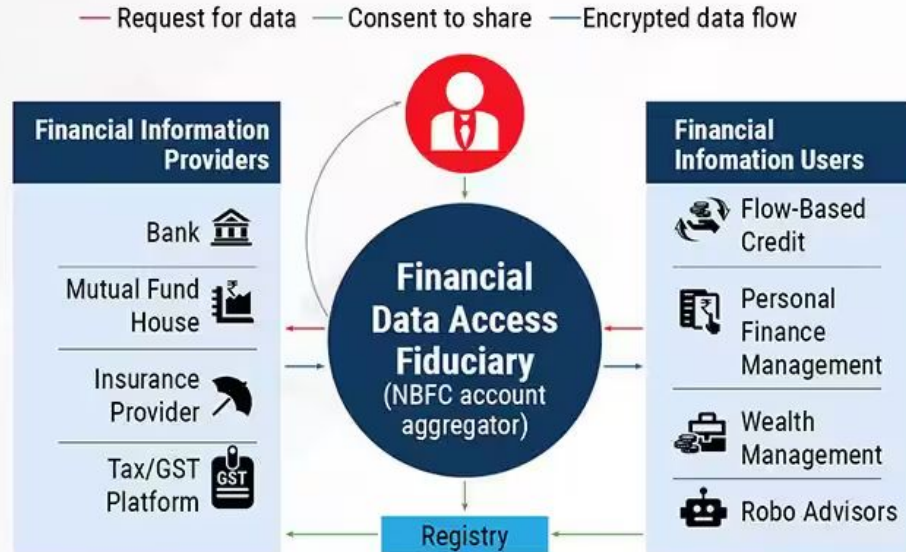 Request for data
Consent to share
Encrypted data flow
Financial Information
Providers
Bank
Mutual Fund
House
Insurance
Provider
Tax/GST
Platform
GST
Financial
Data Access
Fiduciary
(NBFC account
aggregator)
Registry
Financial
Infomation Users
Flow-Based
Credit
Personal
Finance
Management
Wealth
Management
Robo Advisors